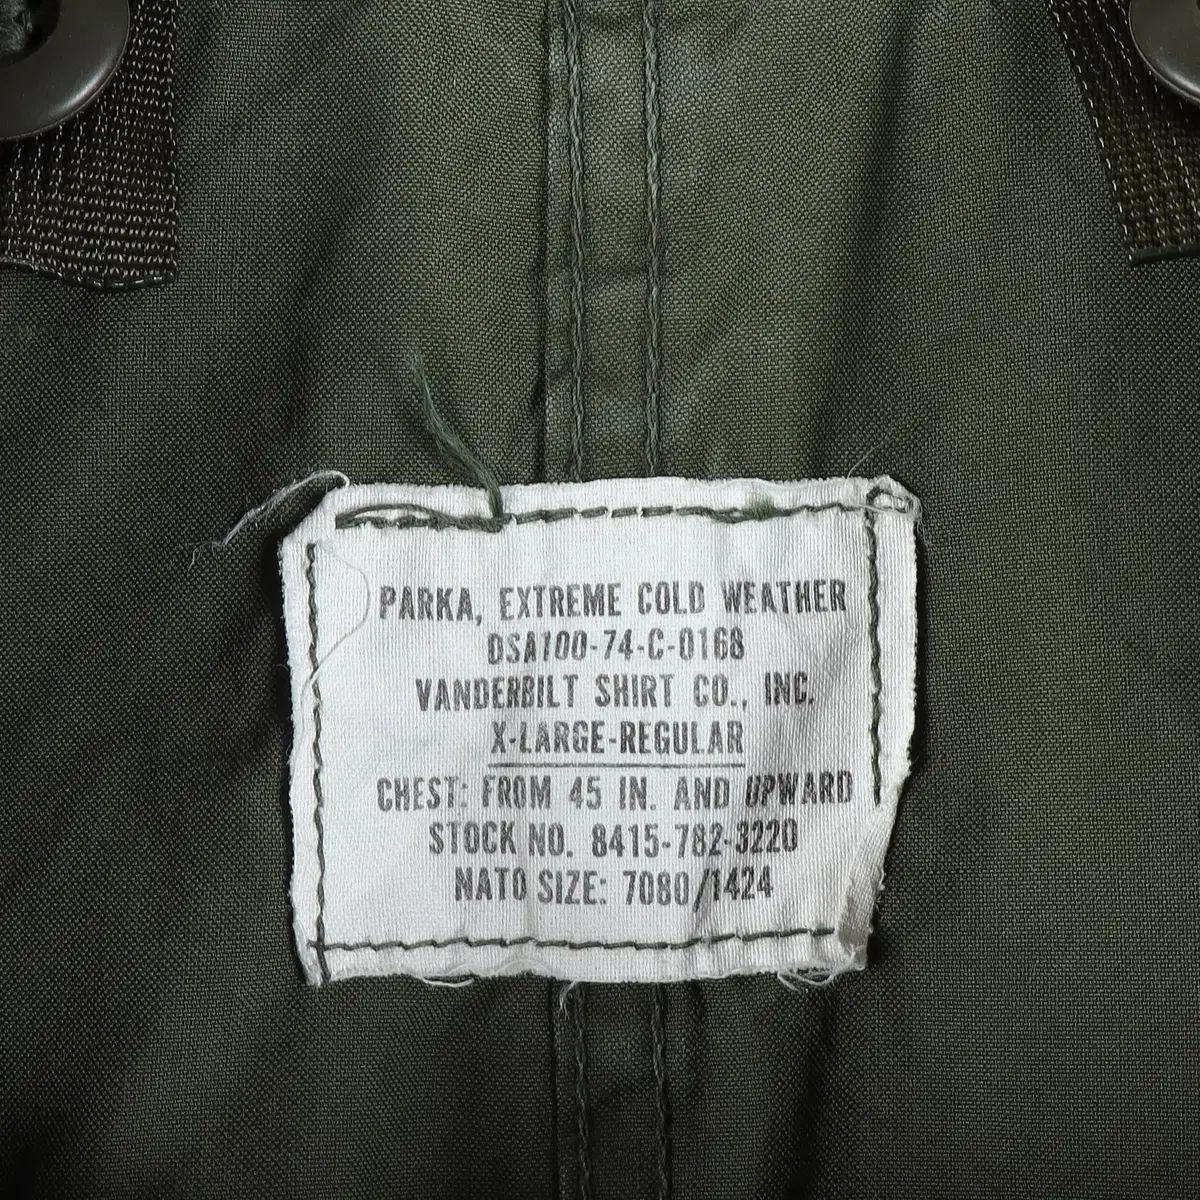 PARKA, EXTREME COLD WEATHER
DSA100-74-C-0168
VANDERBILT SHIRT CO., INC.
X-LARGE-REGULAR
CHEST: FROM 45 IN. AND UPWARD
STOCK NO. 8415-782-3220
NATO SIZE: 7080/1424